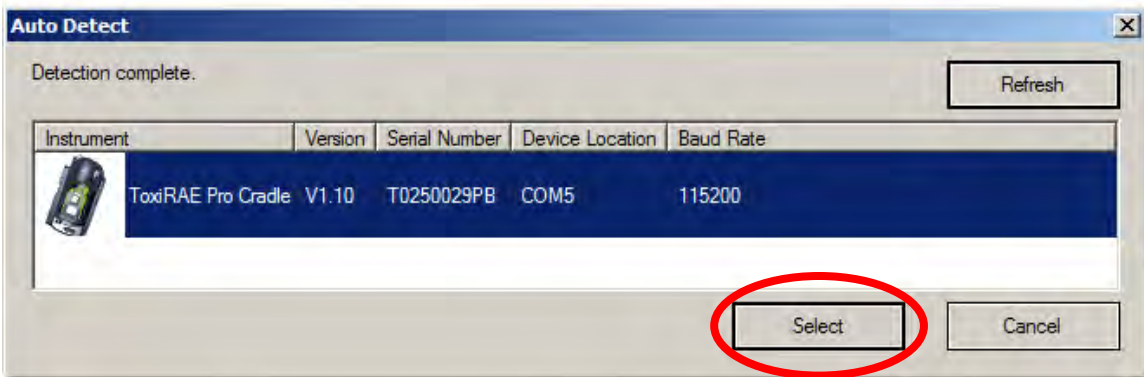 Auto Detect
Detection complete.
Refresh
Instrument Version Serial Number Device Location Baud Rate
ToxiRAE Pro Cradle V1.10 T0250029PB COM5 115200
Select Cancel